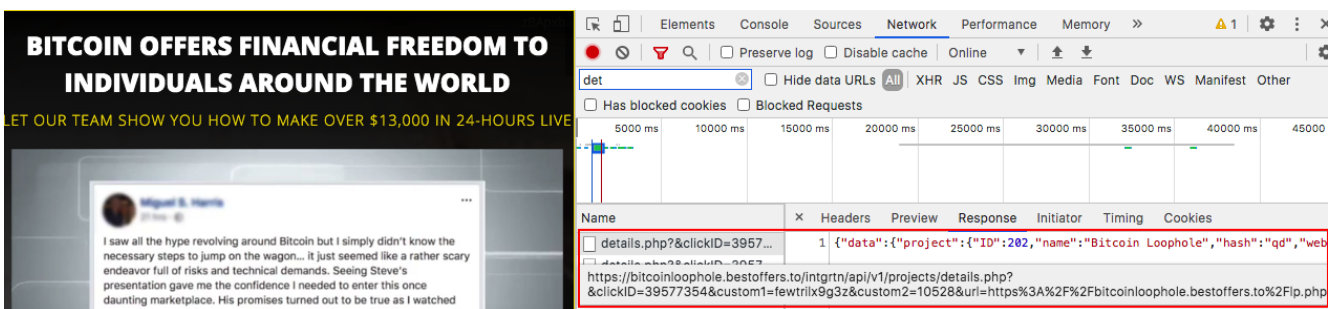 BITCOIN OFFERS FINANCIAL FREEDOM TO
INDIVIDUALS AROUND THE WORLD
LET OUR TEAM SHOW YOU HOW TO MAKE OVER $13,000 IN 24-HOURS LIVE
Miguel S. Harris
21 hrs
I saw all the hype revolving around Bitcoin but I simply didn't know the
necessary steps to jump on the wagon... it just seemed like a rather scary
endeavor full of risks and technical demands. Seeing Steve's
presentation gave me the confidence I needed to enter this once
daunting marketplace. His promises turned out to be true as I watched
Elements Console Sources Network Performance Memory » 1
Preserve log Disable cache Online
det Hide data URLs All XHR JS CSS Img Media Font Doc WS Manifest Other
Has blocked cookies Blocked Requests
5000 ms 10000 ms 15000 ms 20000 ms 25000 ms 30000 ms 35000 ms 40000 ms 45000
Name × Headers Preview Response Initiator Timing Cookies
details.php?&clickID=3957... 1 {"data":{"project":{"ID":202,"name":"Bitcoin Loophole","hash":"qd","web
details.php?&clickID=3957
https://bitcoinloophole.bestoffers.to/intgrtn/api/v1/projects/details.php?
&clickID=39577354&custom1=fewtrilx9g3z&custom2=10528&url=https%3A%2F%2Fbitcoinloophole.bestoffers.to%2Flp.php